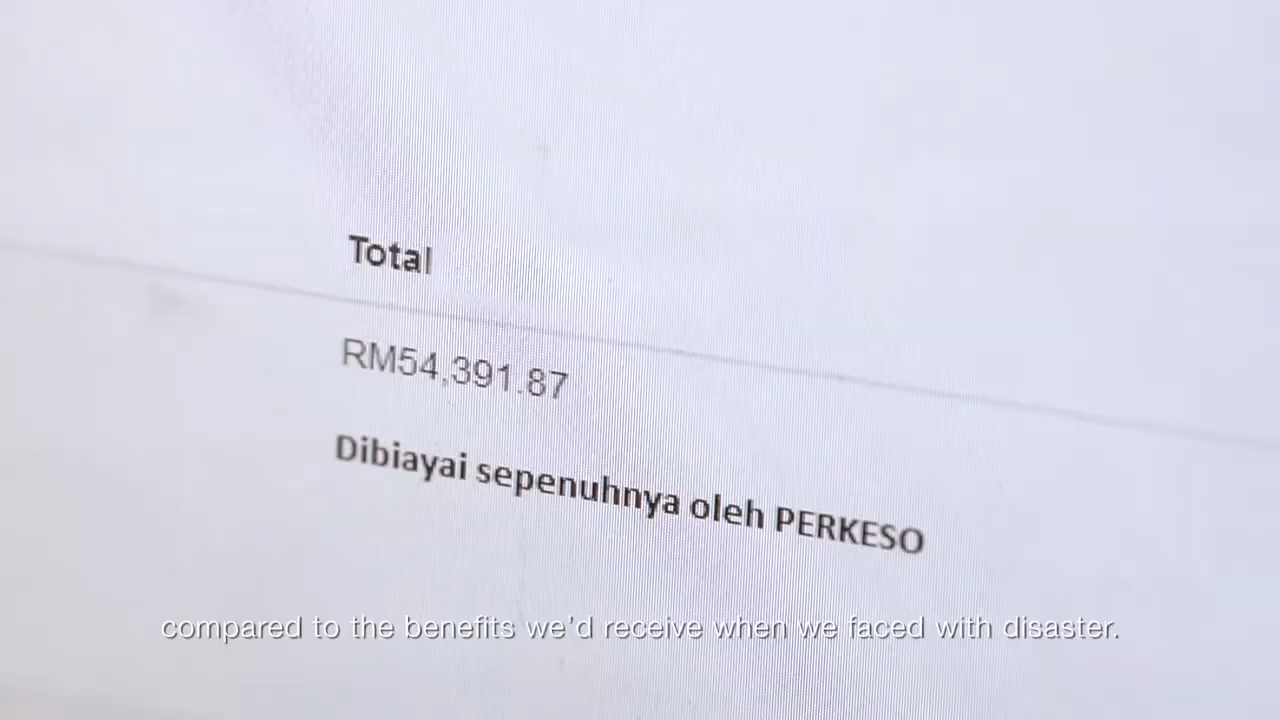 Total
RM54,391.87
Dibiayai sepenuhnya oleh PERKESO
compared to the benefits we'd receive when we faced with disaster.